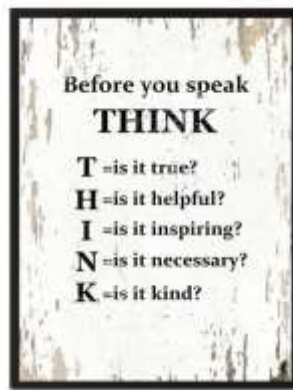 Before you speak
THINK
T =is it true?
H =is it helpful?
I =is it inspiring?
N =is it necessary?
K =is it kind?